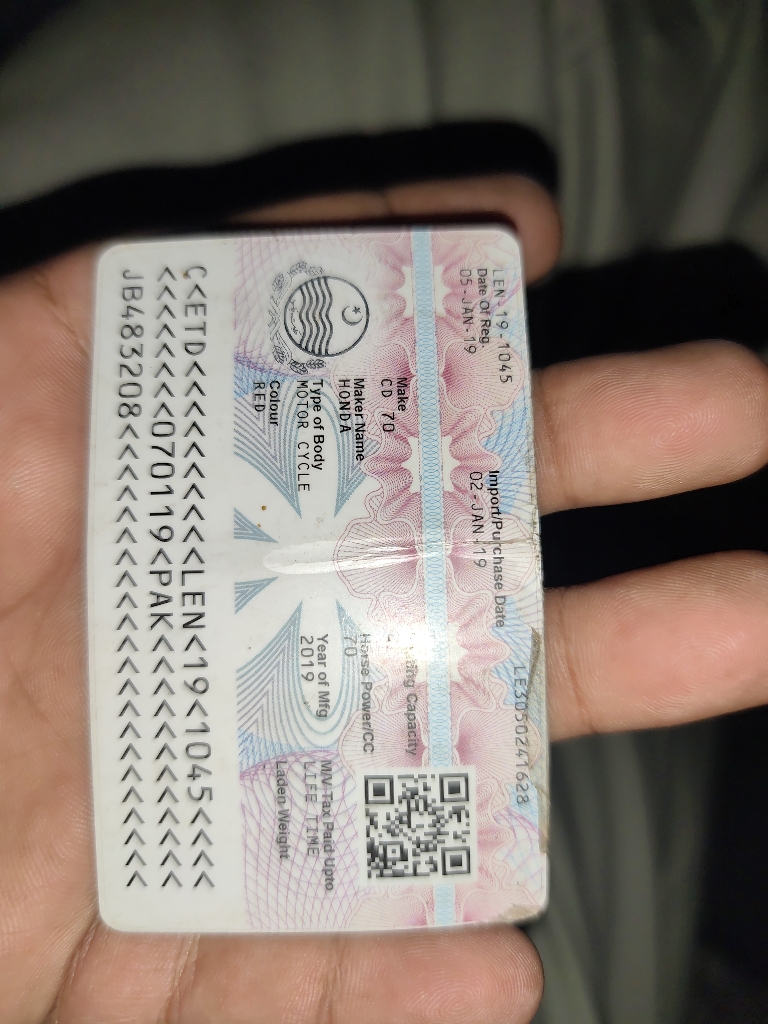 LEN-19-1045
LE3050241628
Date Of Reg.
Import/Purchase Date
05-JAN-19
02-JAN-19
Make
Capacity
CD 70
Maker Name
Horse Power/CC
HONDA
70
Type of Body
Year of Mfg
M/V Tax Paid Upto
MOTOR CYCLE
2019
LIFE TIME
Colour
Laden Weight
RED
C<ETD<<<<<<<<<<LEN<19<1045<<<<
<<<<<<<<070119<PAK<<<<<<<<<<<<
JB483208<<<<<<<<<<<<<<<<<<<<<<